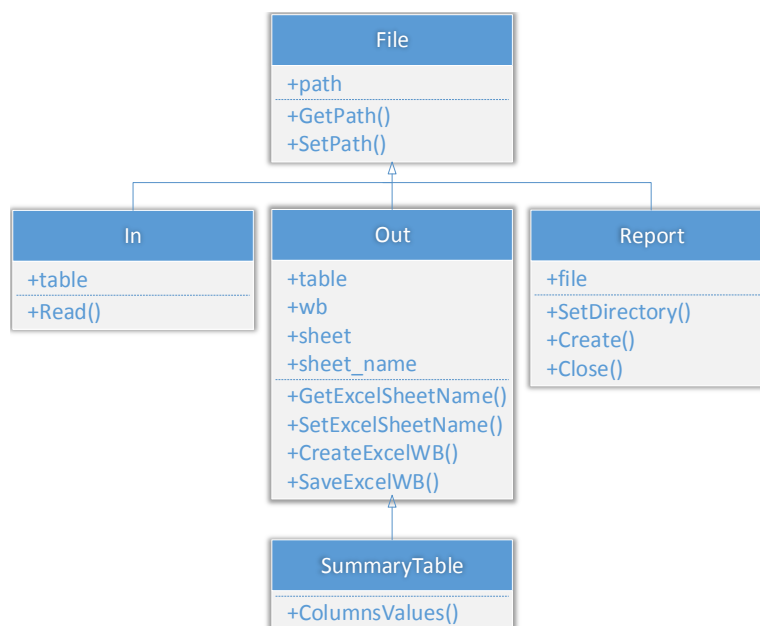 File
+path
+GetPath()
+SetPath()
In
+table
+Read()
Out
+table
+wb
+sheet
+sheet_name
+GetExcelSheetName()
+SetExcelSheetName()
+CreateExcelWB()
+SaveExcelWB()
Report
+file
+SetDirectory()
+Create()
+Close()
SummaryTable
+ColumnsValues()